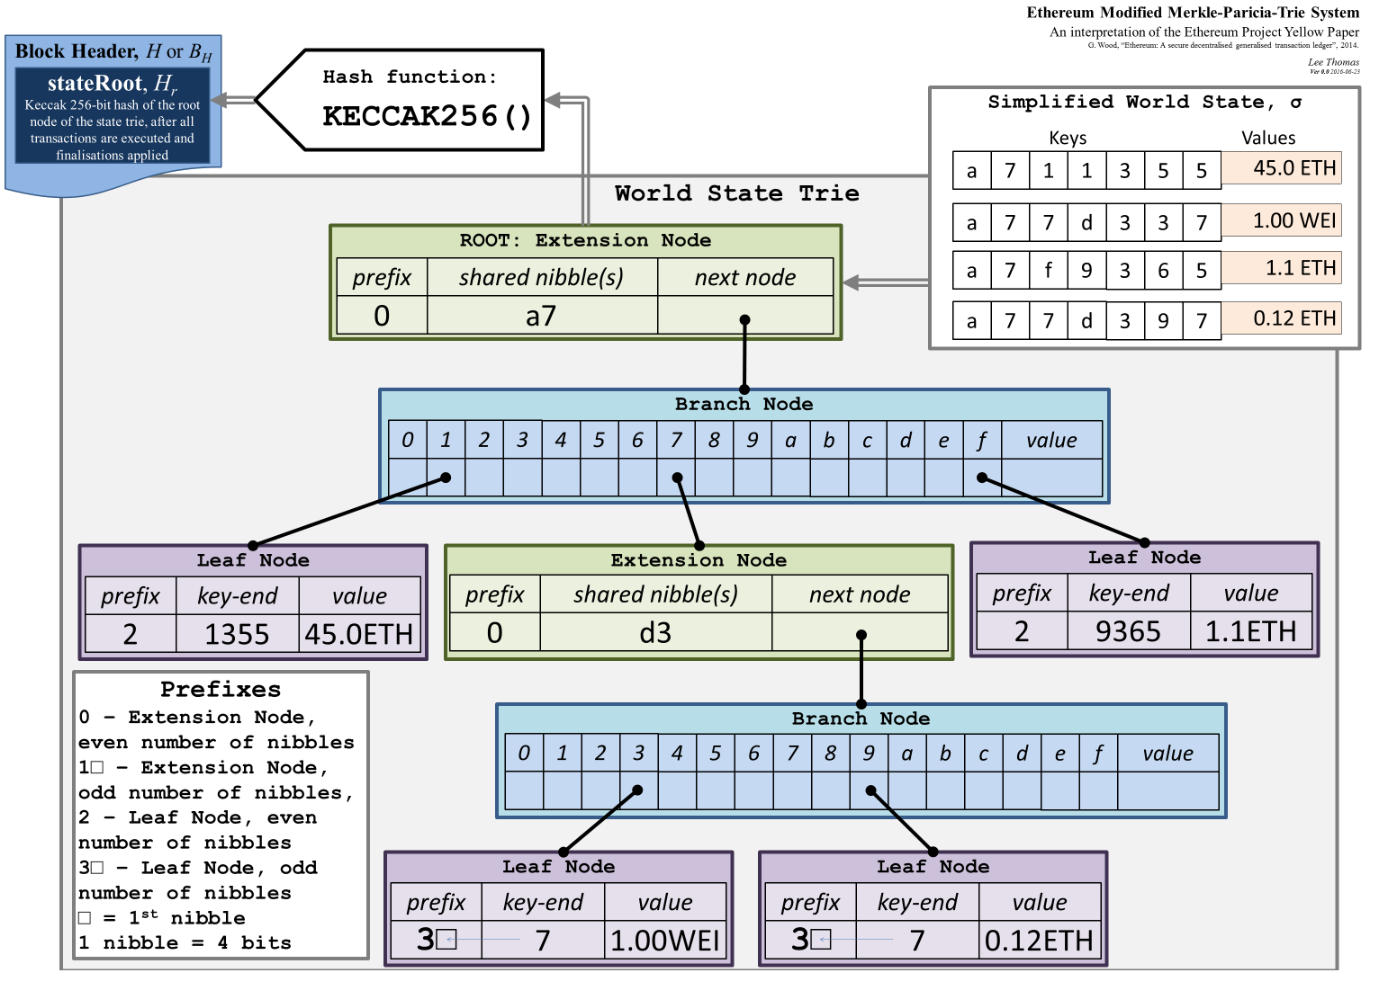 Ethereum Modified Merkle-Paricia-Trie System
An interpretation of the Ethereum Project Yellow Paper
G. Wood, "Ethereum: A secure decentralised generalised transaction ledger", 2014.
Lee Thomas
Ver 0.0 2016-06-23
Block Header, H or B_H
stateRoot, H_r
Keccak 256-bit hash of the root
node of the state trie, after all
transactions are executed and
finalisations applied
Hash function:
KECCAK256()
Simplified World State, σ
Keys Values
a 7 1 1 3 5 5 45.0 ETH
a 7 7 d 3 3 7 1.00 WEI
a 7 f 9 3 6 5 1.1 ETH
a 7 7 d 3 9 7 0.12 ETH
World State Trie
ROOT: Extension Node
prefix shared nibble(s) next node
0 a7
Branch Node
0 1 2 3 4 5 6 7 8 9 a b c d e f value
Leaf Node
prefix key-end value
2 1355 45.0ETH
Extension Node
prefix shared nibble(s) next node
0 d3
Leaf Node
prefix key-end value
2 9365 1.1ETH
Branch Node
0 1 2 3 4 5 6 7 8 9 a b c d e f value
Leaf Node
prefix key-end value
3□ 7 1.00WEI
Leaf Node
prefix key-end value
3□ 7 0.12ETH
Prefixes
0 – Extension Node,
even number of nibbles
1□ – Extension Node,
odd number of nibbles,
2 – Leaf Node, even
number of nibbles
3□ – Leaf Node, odd
number of nibbles
□ = 1st nibble
1 nibble = 4 bits